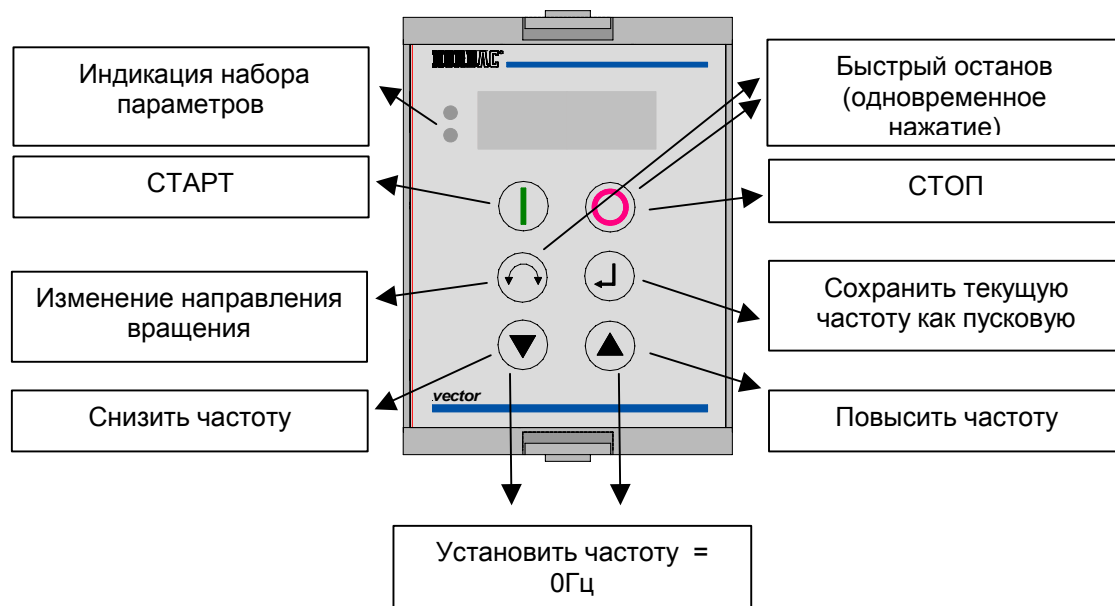 Индикация набора
параметров
СТАРТ
Изменение направления
вращения
Снизить частоту
NORDAC
vector
Быстрый останов
(одновременное
нажатие)
СТОП
Сохранить текущую
частоту как пусковую
Повысить частоту
Установить частоту =
0Гц